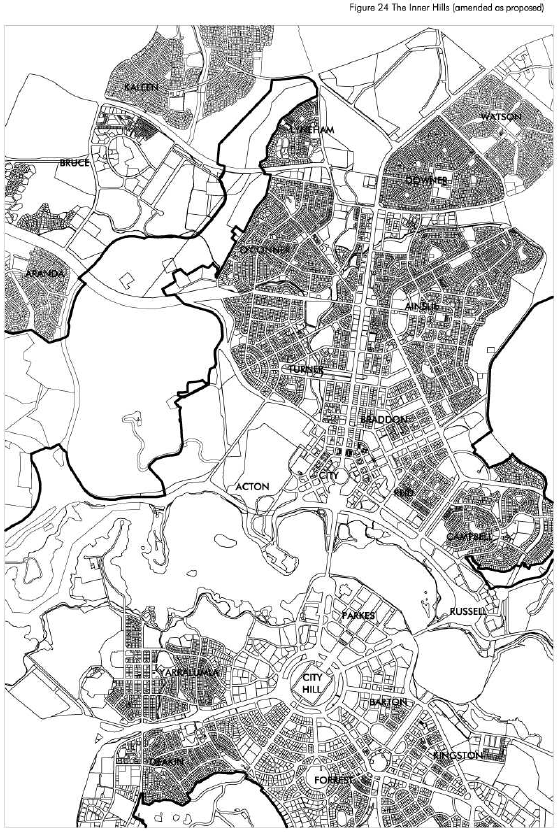 Figure 24 The Inner Hills (amended as proposed)
KALEEN
WATSON
LYNEHAM
BRUCE
DOWNER
O'CONNER
ARANDA
AINSLIE
TURNER
BRADDON
CITY
ACTON
REID
CAMPBELL
PARKES
RUSSELL
YARRALUMLA
CITY
HILL
BARTON
KINGSTON
DEAKIN
FORREST